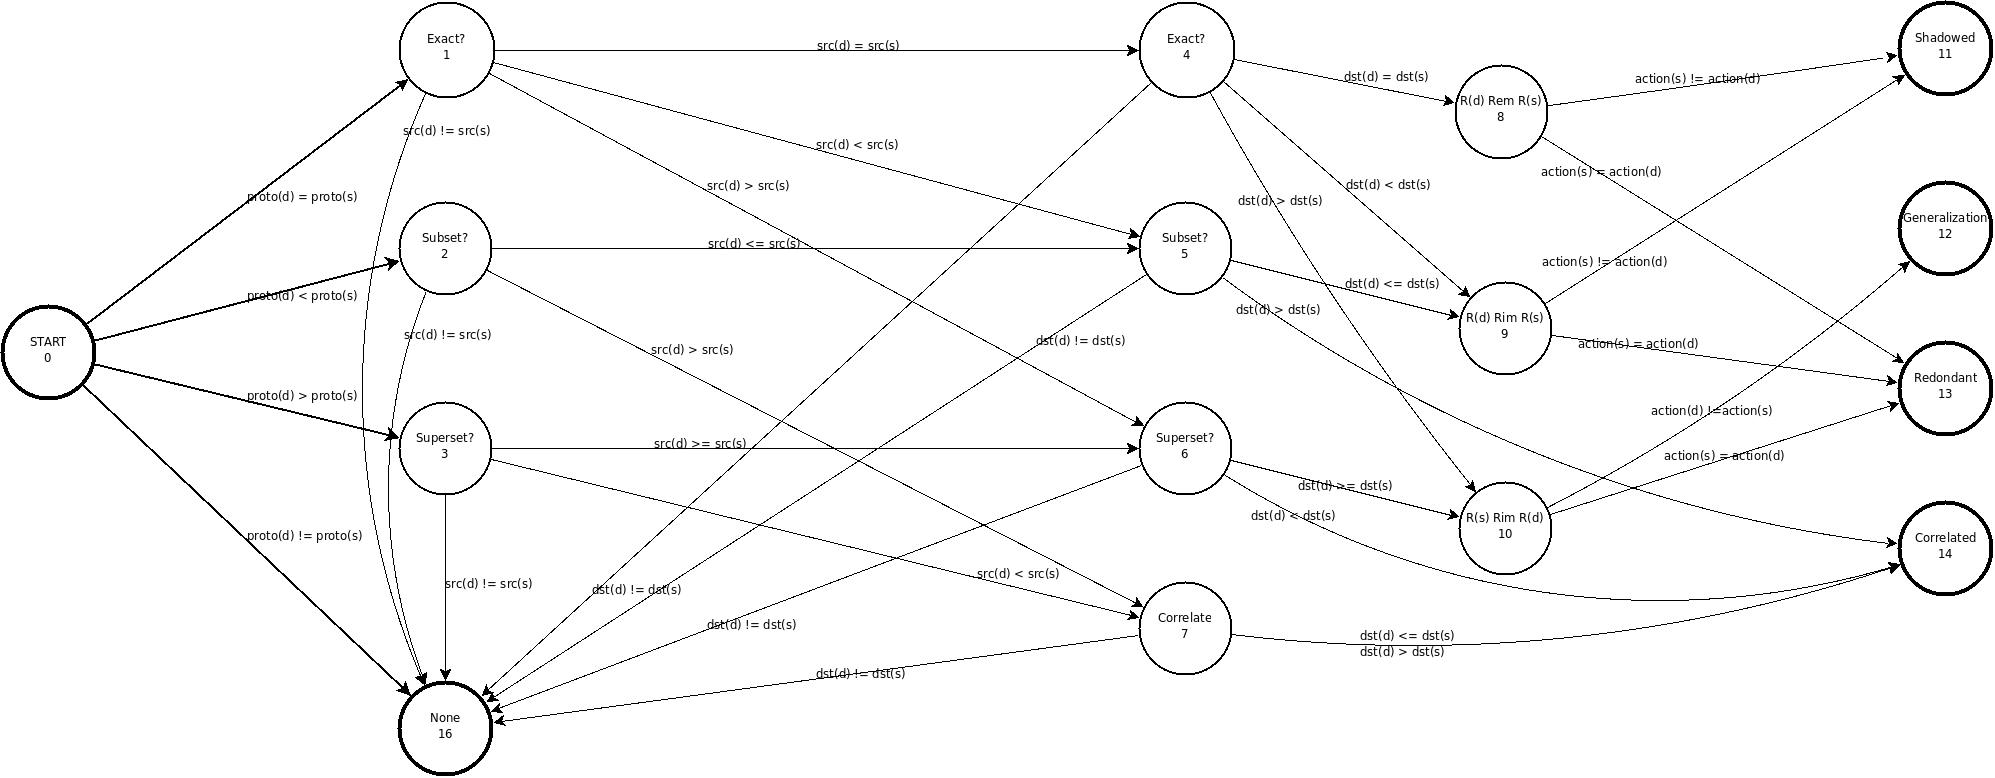 Exact?
1
src(d) = src(s)
Exact?
4
Shadowed
11
dst(d) = dst(s)
action(s) != action(d)
R(d) Rem R(s)
8
src(d) != src(s)
src(d) < src(s)
action(s) = action(d)
src(d) > src(s)
dst(d) < dst(s)
proto(d) = proto(s)
dst(d) > dst(s)
Generalization
12
Subset?
2
src(d) <= src(s)
Subset?
5
action(s) != action(d)
dst(d) <= dst(s)
proto(d) < proto(s)
dst(d) > dst(s)
R(d) Rim R(s)
9
START
0
src(d) != src(s)
dst(d) != dst(s)
action(s) = action(d)
src(d) > src(s)
Redondant
13
proto(d) > proto(s)
action(d) !=action(s)
Superset?
3
src(d) >= src(s)
Superset?
6
action(s) = action(d)
dst(d) >= dst(s)
dst(d) < dst(s)
R(s) Rim R(d)
10
proto(d) != proto(s)
Correlated
14
src(d) != src(s)
src(d) < src(s)
dst(d) != dst(s)
dst(d) != dst(s)
Correlate
7
dst(d) <= dst(s)
dst(d) > dst(s)
dst(d) != dst(s)
None
16